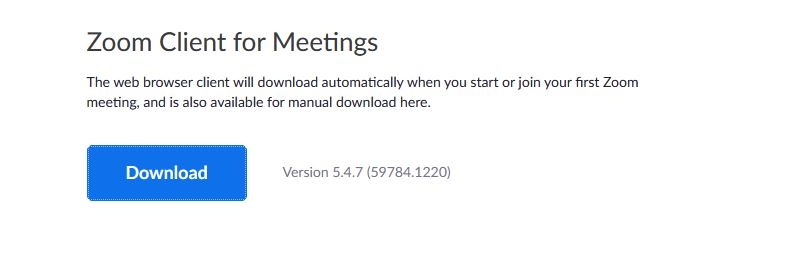 Zoom Client for Meetings
The web browser client will download automatically when you start or join your first Zoom
meeting, and is also available for manual download here.
Download
Version 5.4.7 (59784.1220)